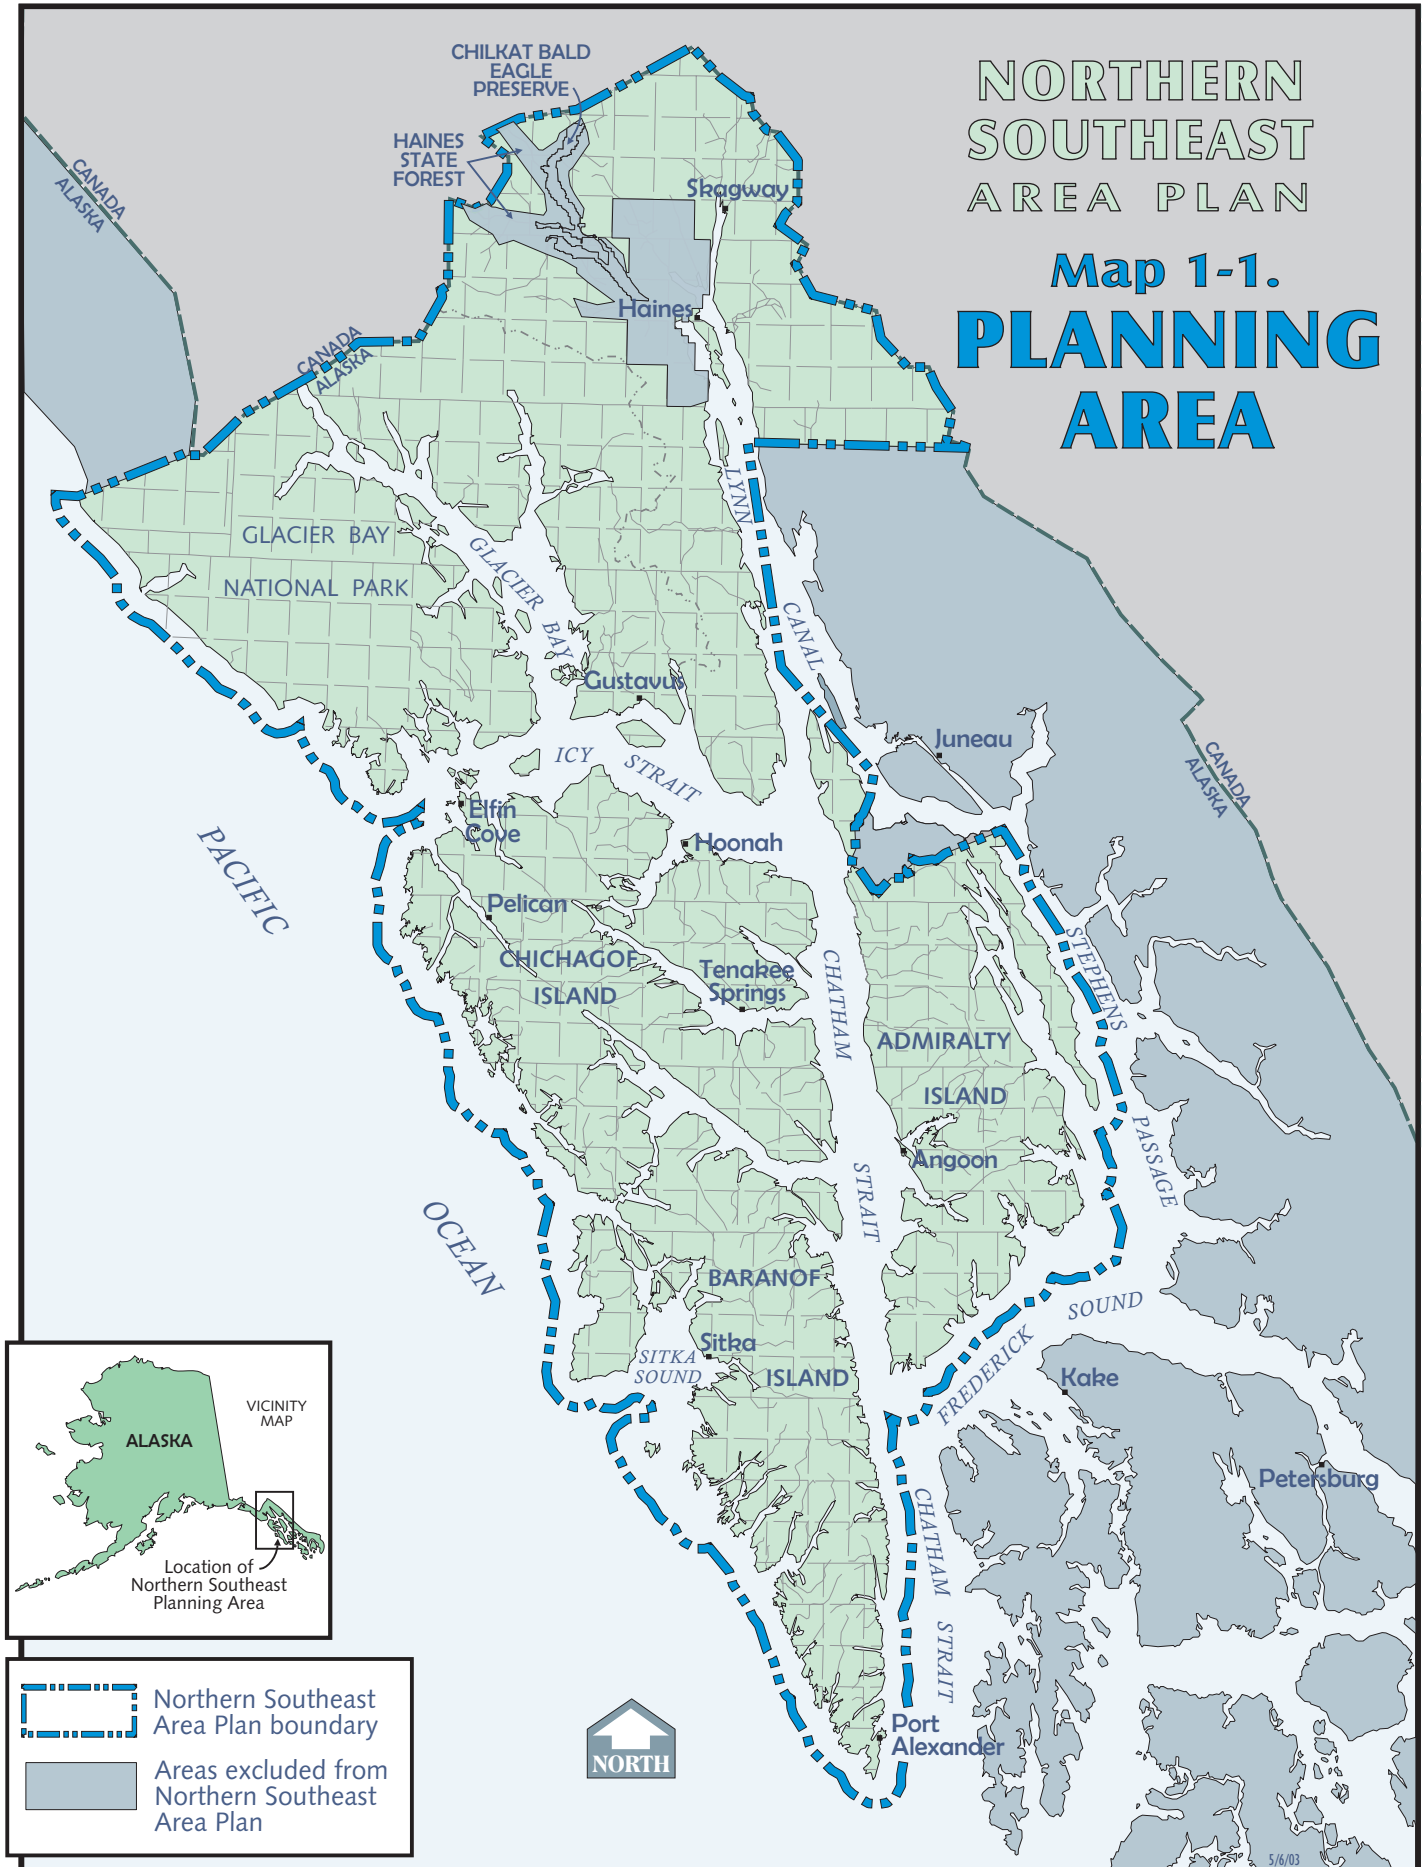 NORTHERN
SOUTHEAST
AREA PLAN
Map 1-1.
PLANNING
AREA
CHILKAT BALD
EAGLE
PRESERVE
HAINES
STATE
FOREST
CANADA
ALASKA
Skagway
Haines
CANADA
ALASKA
LYNN
CANAL
GLACIER BAY
NATIONAL PARK
GLACIER
BAY
Gustavus
ICY
STRAIT
Juneau
CANADA
ALASKA
Elfin
Cove
Hoonah
PACIFIC
OCEAN
Pelican
CHICHAGOF
ISLAND
Tenakee
Springs
CHATHAM
STRAIT
STEPHENS
PASSAGE
ADMIRALTY
ISLAND
Angoon
BARANOF
ISLAND
Sitka
SITKA
SOUND
FREDERICK
SOUND
Kake
Petersburg
CHATHAM
STRAIT
Port
Alexander
VICINITY
MAP
ALASKA
Location of
Northern Southeast
Planning Area
Northern Southeast
Area Plan boundary
Areas excluded from
Northern Southeast
Area Plan
NORTH
5/6/03